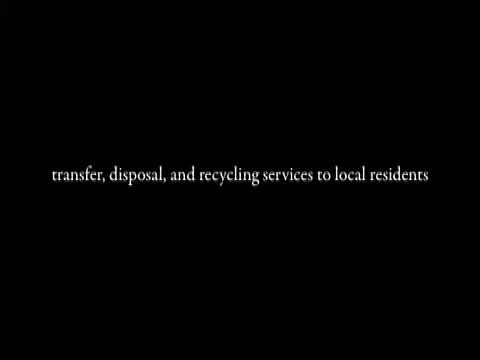 transfer, disposal, and recycling services to local residents